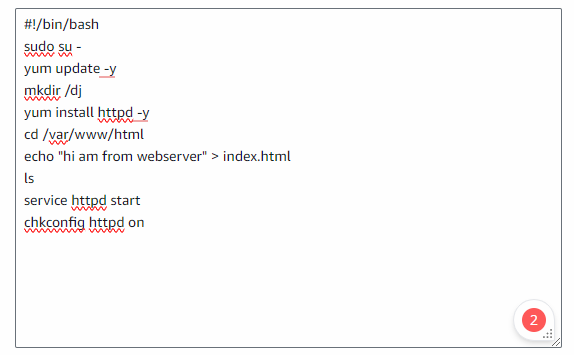 #!/bin/bash
sudo su -
yum update -y
mkdir /dj
yum install httpd -y
cd /var/www/html
echo "hi am from webserver" > index.html
ls
service httpd start
chkconfig httpd on
2